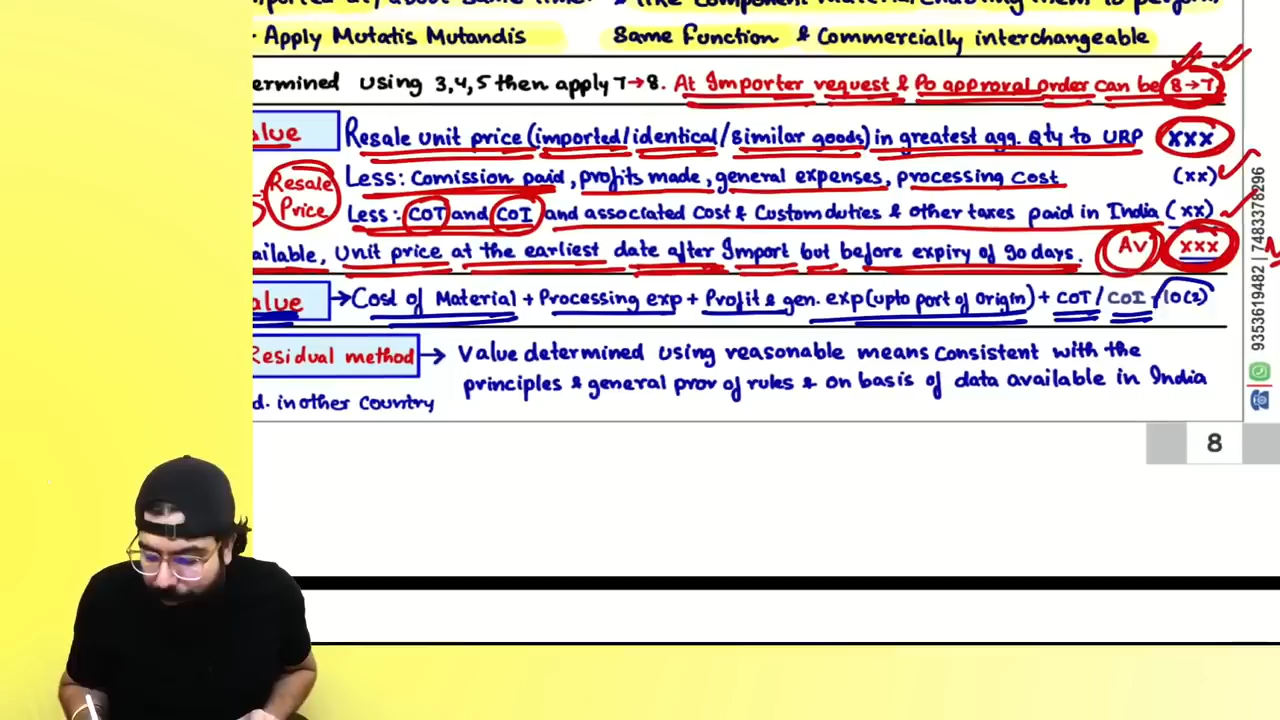 · Apply Mutatis Mutandis Same Function & Commercially interchangeable
ermined using 3,4,5 then apply 7→8. At Importer request & Po approval order can be 8→7
alue Resale unit price (imported/identical/similar goods) in greatest agg. Qty to URP XXX
Resale Price
Less: Comission paid, profits made, general expenses, processing cost (xx)
Less: COT and COI and associated Cost & Custom duties & other taxes paid in India (xx)
ailable, Unit price at the earliest date after Import but before expiry of 90 days. AV XXX
alue → Cost of Material + Processing exp + Profit & gen. exp (upto port of Origin) + COT / COI 10(2)
Residual method → Value determined using reasonable means consistent with the
principles & general prov of rules & on basis of data available in India
d. in other country
8
9353619482 | 7483378296